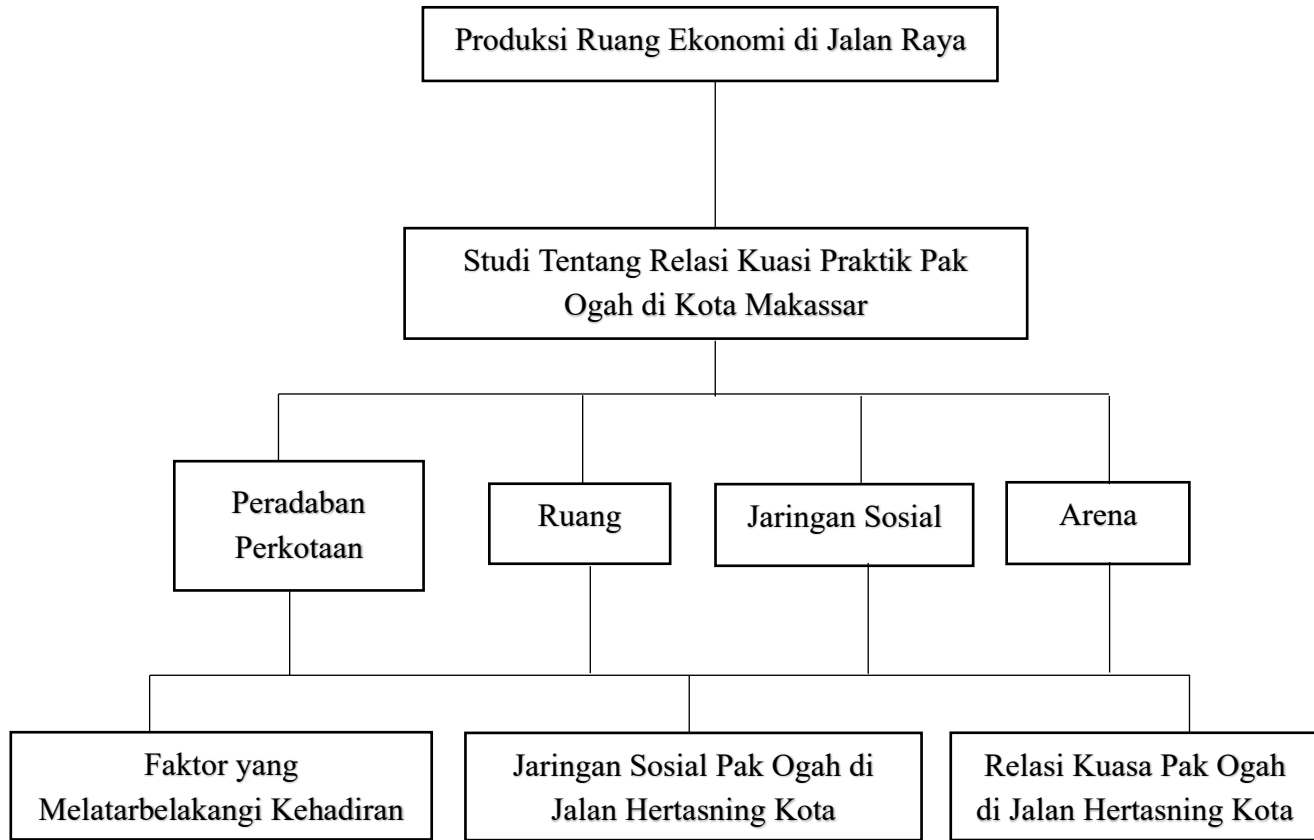 Produksi Ruang Ekonomi di Jalan Raya
Studi Tentang Relasi Kuasi Praktik Pak
Ogah di Kota Makassar
Peradaban
Perkotaan
Ruang
Jaringan Sosial
Arena
Faktor yang
Melatarbelakangi Kehadiran
Jaringan Sosial Pak Ogah di
Jalan Hertasning Kota
Relasi Kuasa Pak Ogah
di Jalan Hertasning Kota